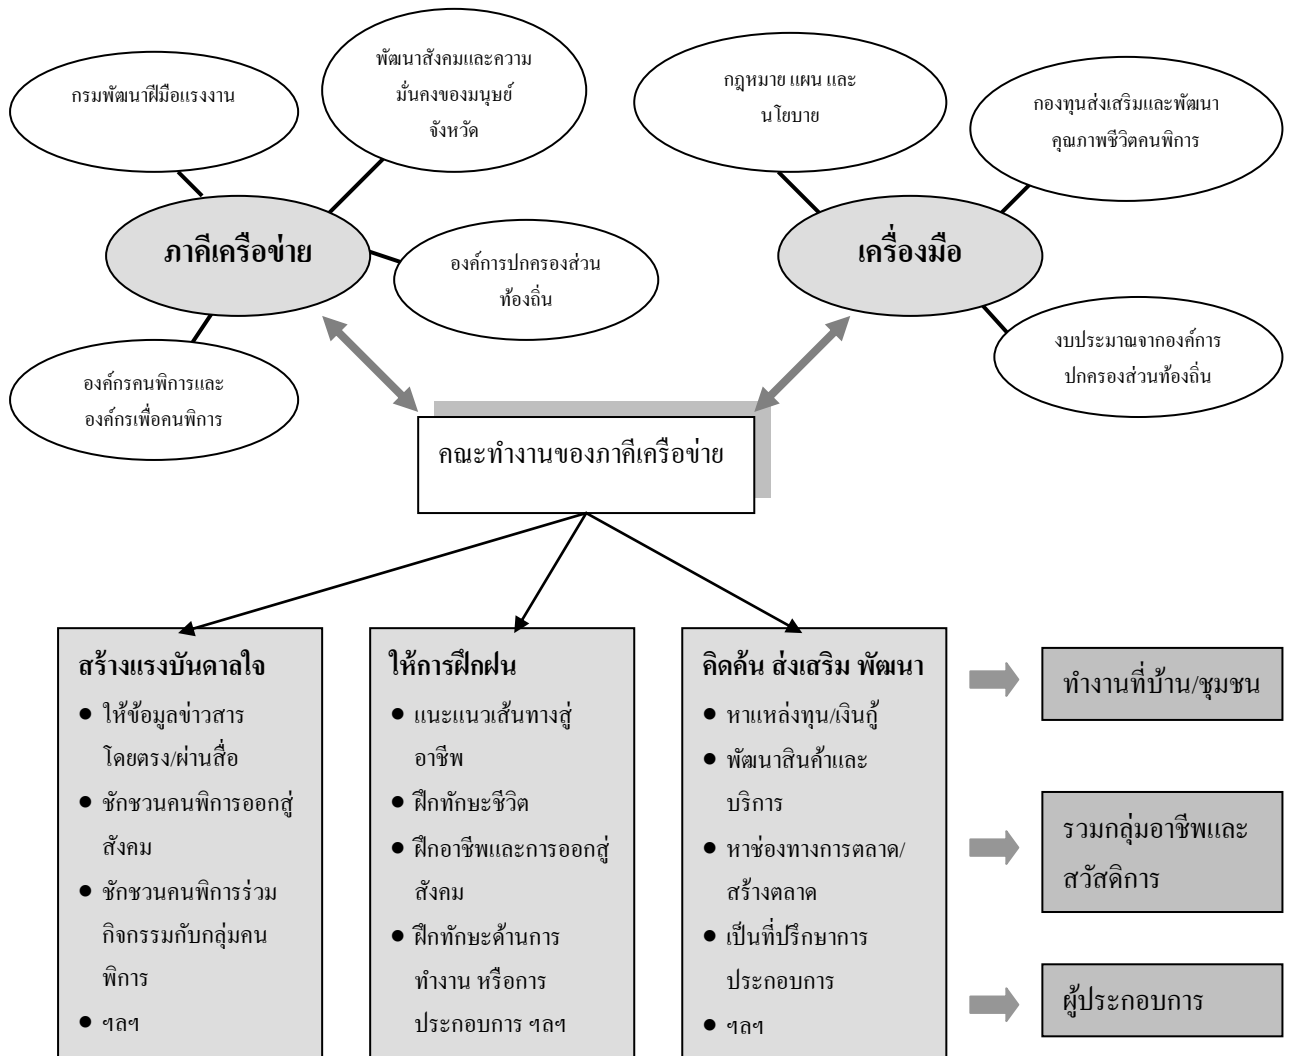 พัฒนาสังคมและความ
มั่นคงของมนุษย์
จังหวัด
กรมพัฒนาฝีมือแรงงาน
กฎหมาย แผน และ
นโยบาย
กองทุนส่งเสริมและพัฒนา
คุณภาพชีวิตคนพิการ
ภาคีเครือข่าย
เครื่องมือ
องค์การปกครองส่วน
ท้องถิ่น
งบประมาณจากองค์การ
ปกครองส่วนท้องถิ่น
องค์กรคนพิการและ
องค์กรเพื่อคนพิการ
คณะทำงานของภาคีเครือข่าย
สร้างแรงบันดาลใจ
● ให้ข้อมูลข่าวสาร
โดยตรง/ผ่านสื่อ
● ชักชวนคนพิการออกสู่
สังคม
● ชักชวนคนพิการร่วม
กิจกรรมกับกลุ่มคน
พิการ
● ฯลฯ
ให้การฝึกฝน
● แนะแนวเส้นทางสู่
อาชีพ
● ฝึกทักษะชีวิต
● ฝึกอาชีพและการออกสู่
สังคม
● ฝึกทักษะด้านการ
ทำงาน หรือการ
ประกอบการ ฯลฯ
คิดค้น ส่งเสริม พัฒนา
● หาแหล่งทุน/เงินกู้
● พัฒนาสินค้าและ
บริการ
● หาช่องทางการตลาด/
สร้างตลาด
● เป็นที่ปรึกษาการ
ประกอบการ
● ฯลฯ
ทำงานที่บ้าน/ชุมชน
รวมกลุ่มอาชีพและ
สวัสดิการ
ผู้ประกอบการ